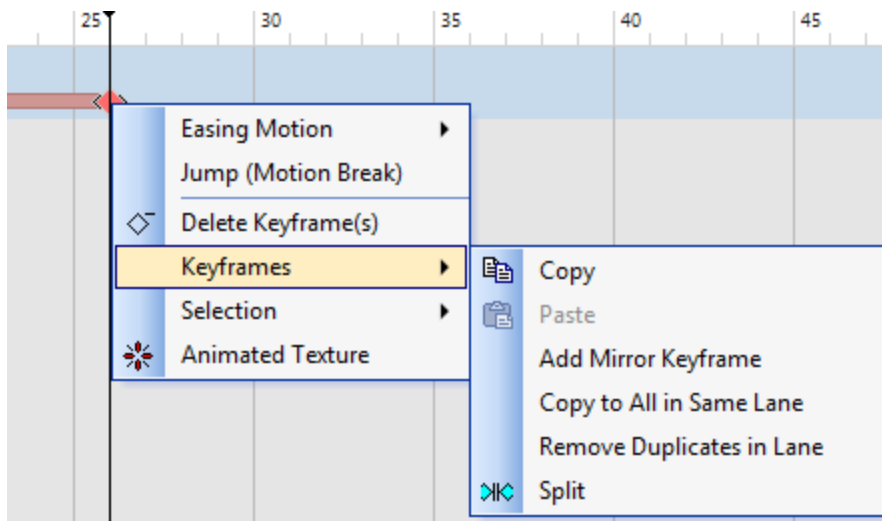 25 30 35 40 45
Easing Motion
Jump (Motion Break)
Delete Keyframe(s)
Keyframes
Selection
Animated Texture
Copy
Paste
Add Mirror Keyframe
Copy to All in Same Lane
Remove Duplicates in Lane
Split